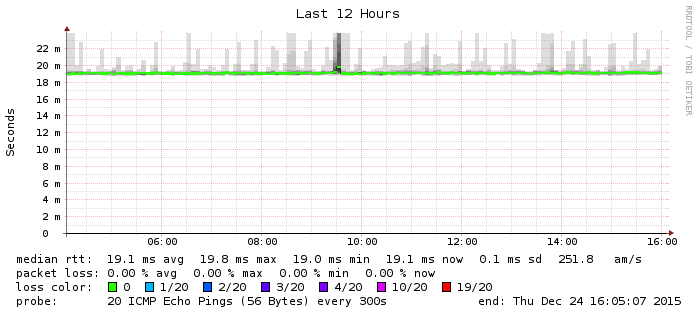 Last 12 Hours
RRDTOOL / TOBI OETIKER
Seconds
22 m
20 m
18 m
16 m
14 m
12 m
10 m
8 m
6 m
4 m
2 m
0
06:00 08:00 10:00 12:00 14:00 16:00
median rtt: 19.1 ms avg 19.8 ms max 19.0 ms min 19.1 ms now 0.1 ms sd 251.8 am/s
packet loss: 0.00 % avg 0.00 % max 0.00 % min 0.00 % now
loss color: 0 1/20 2/20 3/20 4/20 10/20 19/20
probe: 20 ICMP Echo Pings (56 Bytes) every 300s end: Thu Dec 24 16:05:07 2015